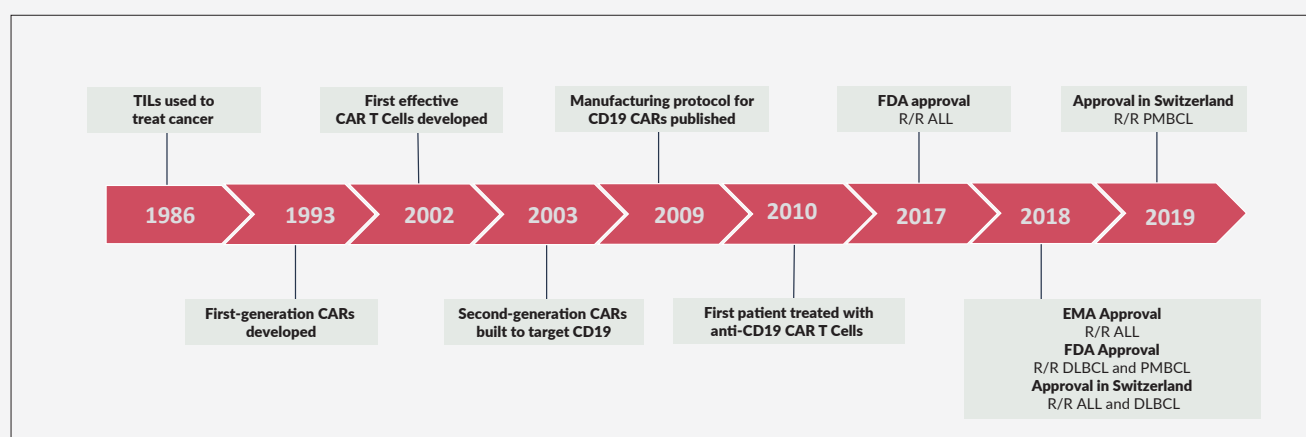 TILs used to
treat cancer
First effective
CAR T Cells developed
Manufacturing protocol for
CD19 CARs published
FDA approval
R/R ALL
Approval in Switzerland
R/R PMBCL
1986
1993
2002
2003
2009
2010
2017
2018
2019
First-generation CARs
developed
Second-generation CARs
built to target CD19
First patient treated with
anti-CD19 CAR T Cells
EMA Approval
R/R ALL
FDA Approval
R/R DLBCL and PMBCL
Approval in Switzerland
R/R ALL and DLBCL